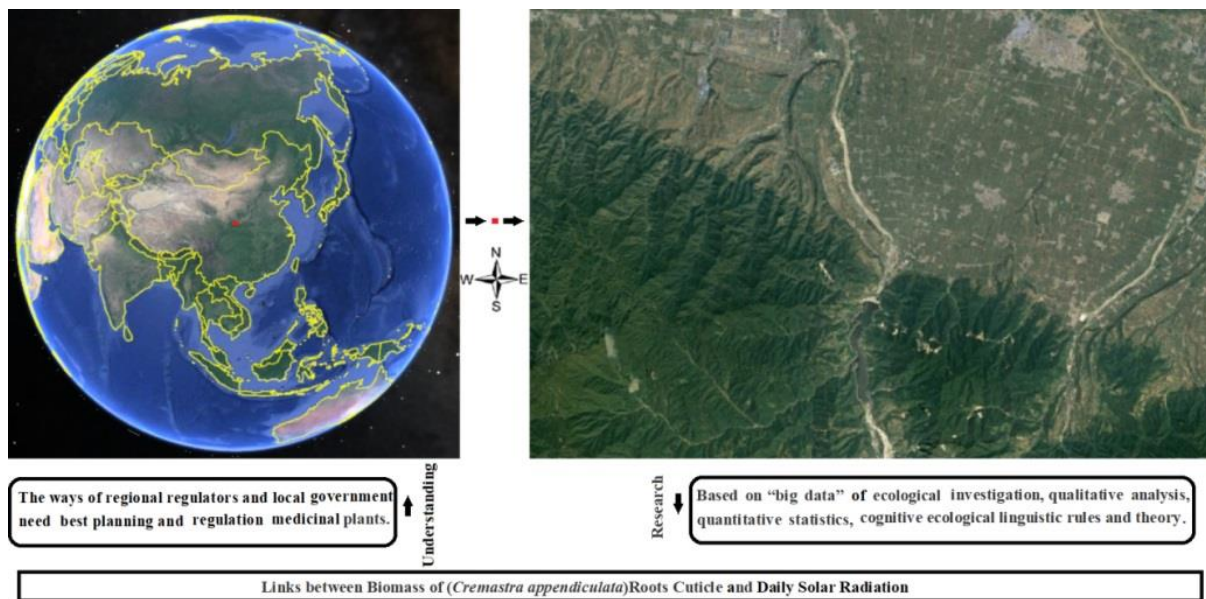 N
W E
S
The ways of regional regulators and local government
need best planning and regulation medicinal plants.
Understanding
Research
Based on “big data” of ecological investigation, qualitative analysis,
quantitative statistics, cognitive ecological linguistic rules and theory.
Links between Biomass of (Cremastra appendiculata)Roots Cuticle and Daily Solar Radiation